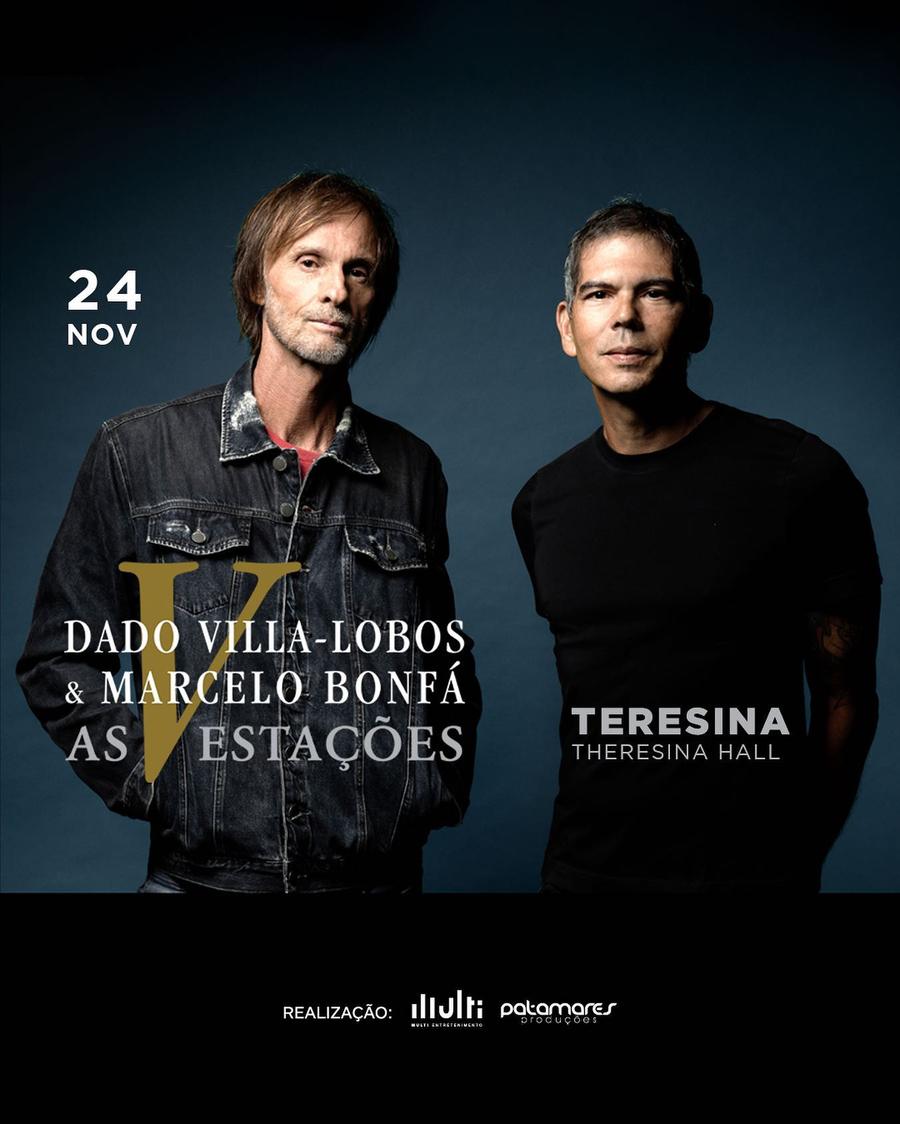 24
NOV
V
DADO VILLA-LOBOS
& MARCELO BONFÁ
AS ESTAÇÕES
TERESINA
THERESINA HALL
REALIZAÇÃO:
multi
MULTI ENTRETENIMENTO
patamares
produções